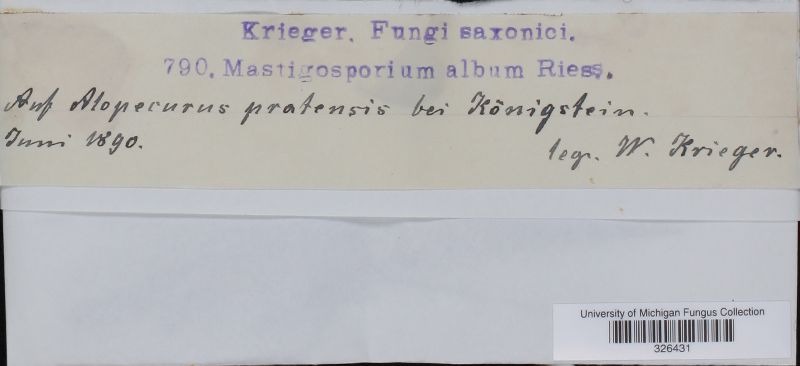 Krieger. Fungi saxonici.
790. Mastigosporium album Riess.
Auf Alopecurus pratensis bei Königstein.
Juni 1890.
legr. W. Krieger.
University of Michigan Fungus Collection
326431